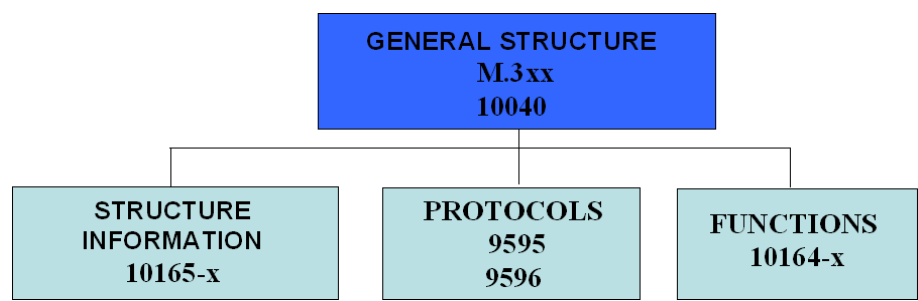 GENERAL STRUCTURE
M.3xx
10040
STRUCTURE
INFORMATION
10165-x
PROTOCOLS
9595
9596
FUNCTIONS
10164-x